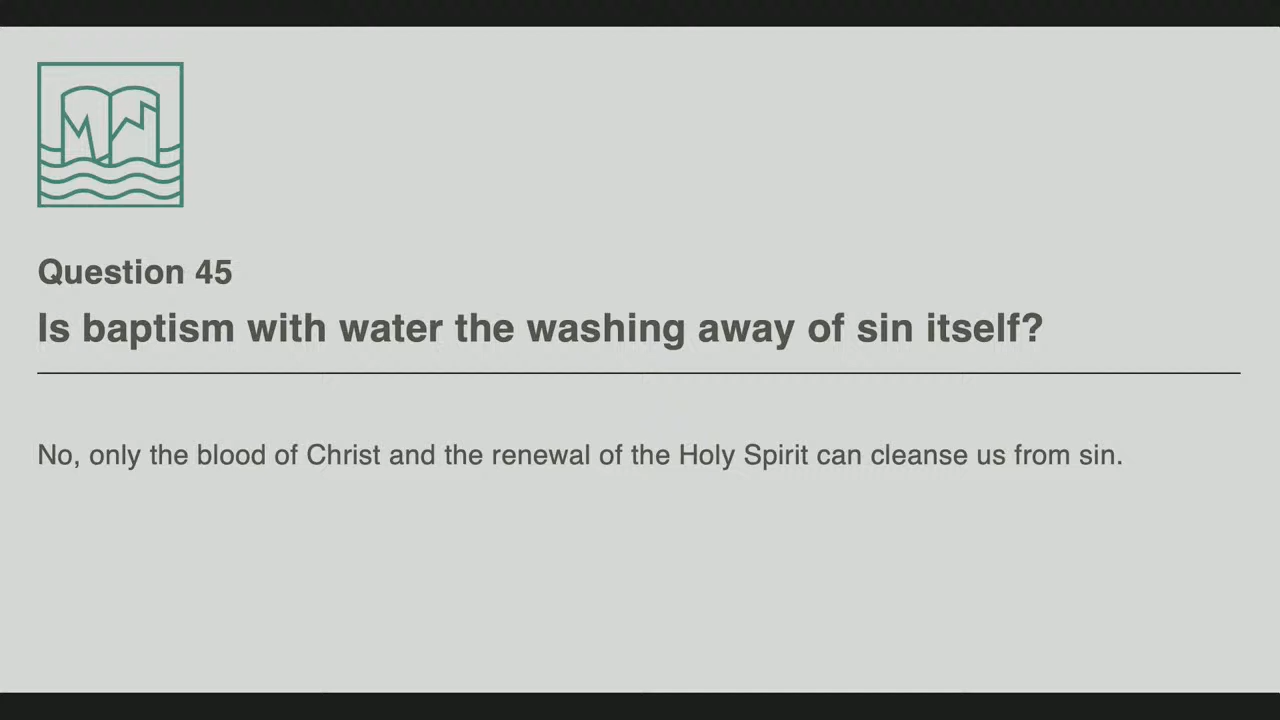 Question 45
Is baptism with water the washing away of sin itself?
No, only the blood of Christ and the renewal of the Holy Spirit can cleanse us from sin.